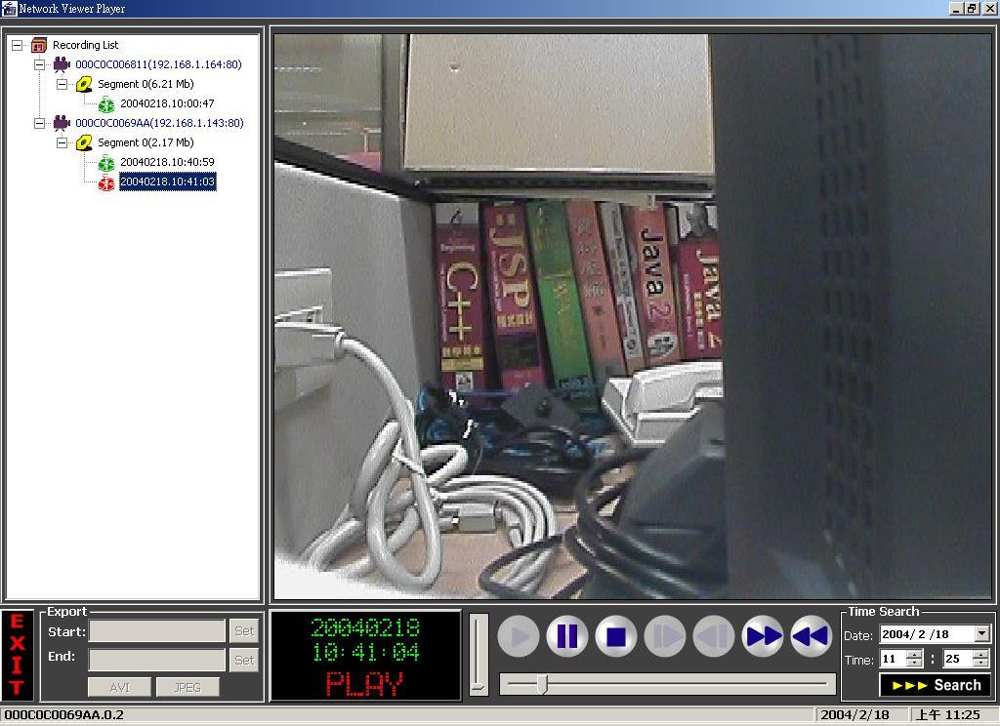 Network Viewer Player
Recording List
000C0C006811(192.168.1.164:80)
Segment 0(6.21 Mb)
20040218.10:00:47
000C0C0069AA(192.168.1.143:80)
Segment 0(2.17 Mb)
20040218.10:40:59
20040218.10:41:03
Beginning
C++
:JSP
Java 2
Java 2
EXIT
Export
Start:
Set
End:
Set
AVI
JPEG
20040218
10:41:04
PLAY
Time Search
Date:
2004/ 2 /18
Time:
11 : 25
Search
000C0C0069AA.0.2
2004/2/18
上午 11:25